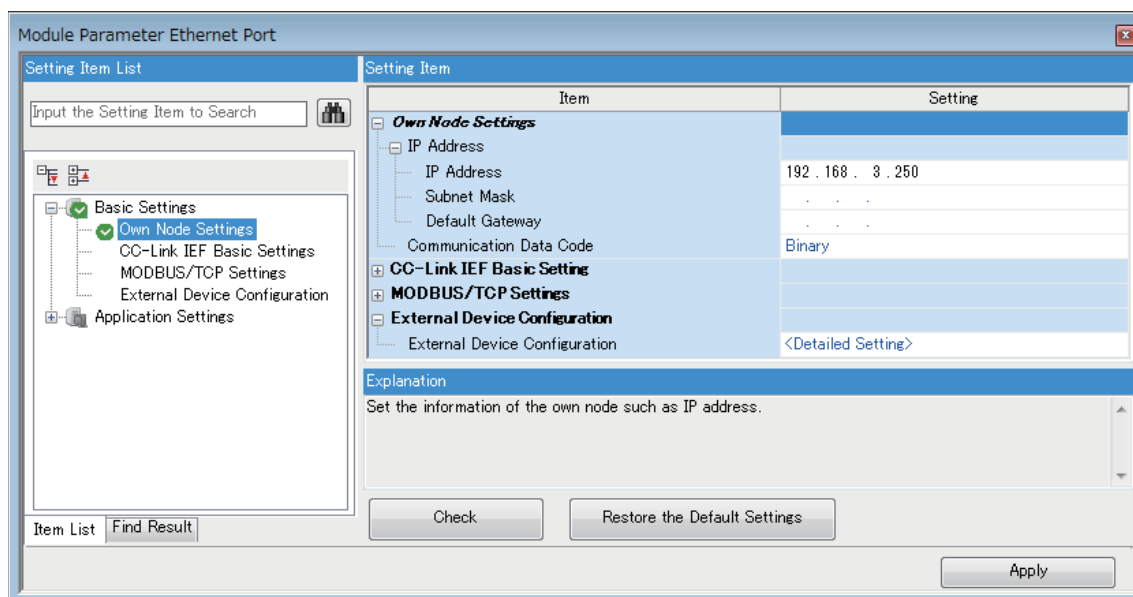 Module Parameter Ethernet Port
Setting Item List
Input the Setting Item to Search
Basic Settings
Own Node Settings
CC-Link IEF Basic Settings
MODBUS/TCP Settings
External Device Configuration
Application Settings
Item List Find Result
Setting Item
Item Setting
Own Node Settings
IP Address
IP Address 192 . 168 . 3 . 250
Subnet Mask . . .
Default Gateway . . .
Communication Data Code Binary
CC-Link IEF Basic Setting
MODBUS/TCP Settings
External Device Configuration
External Device Configuration <Detailed Setting>
Explanation
Set the information of the own node such as IP address.
Check Restore the Default Settings
Apply